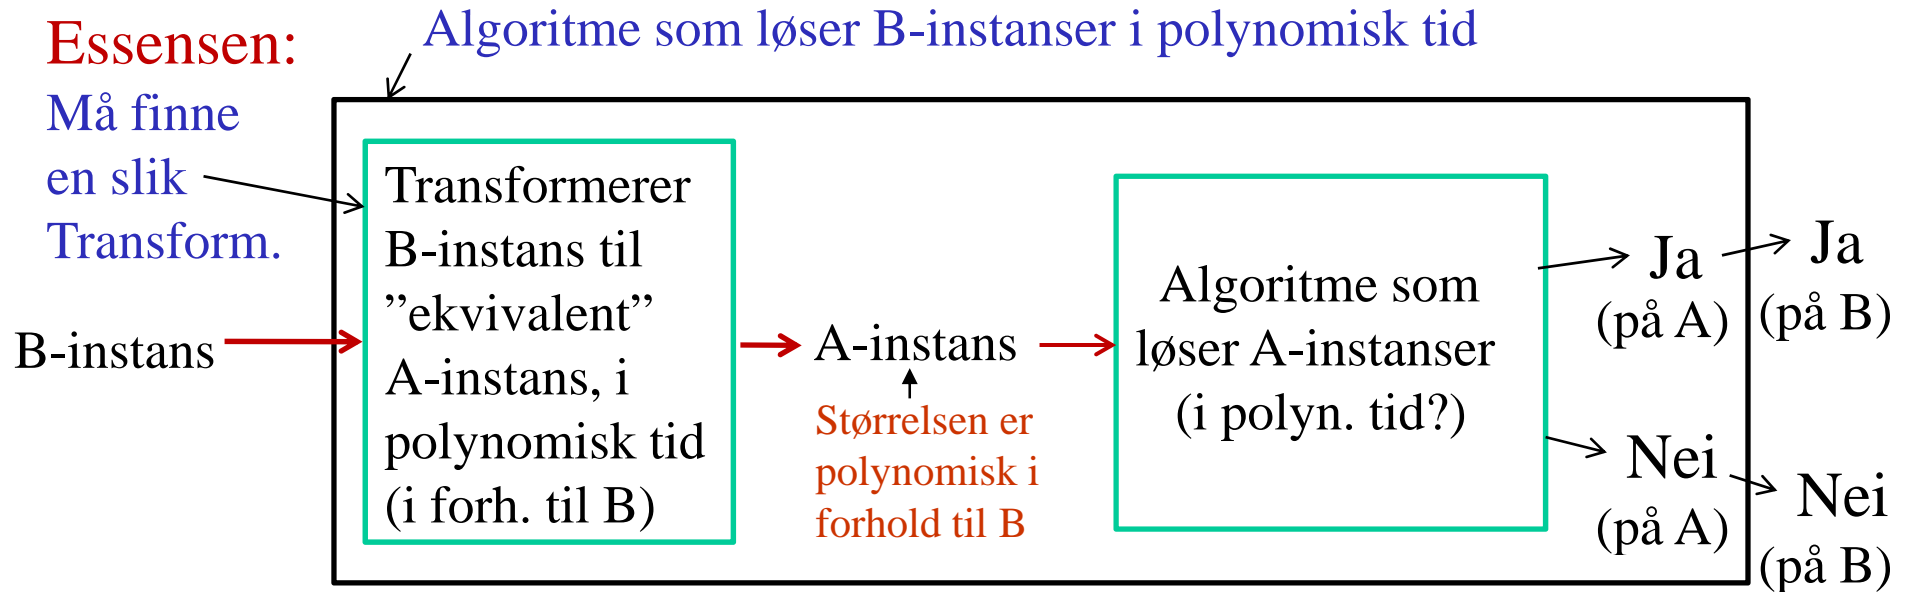 Essensen:
Må finne
en slik
Transform.
Algoritme som løser B-instanser i polynomisk tid
B-instans
Transformerer
B-instans til
”ekvivalent”
A-instans, i
polynomisk tid
(i forh. til B)
A-instans
Størrelsen er
polynomisk i
forhold til B
Algoritme som
løser A-instanser
(i polyn. tid?)
Ja
(på A)
Ja
(på B)
Nei
(på A)
Nei
(på B)